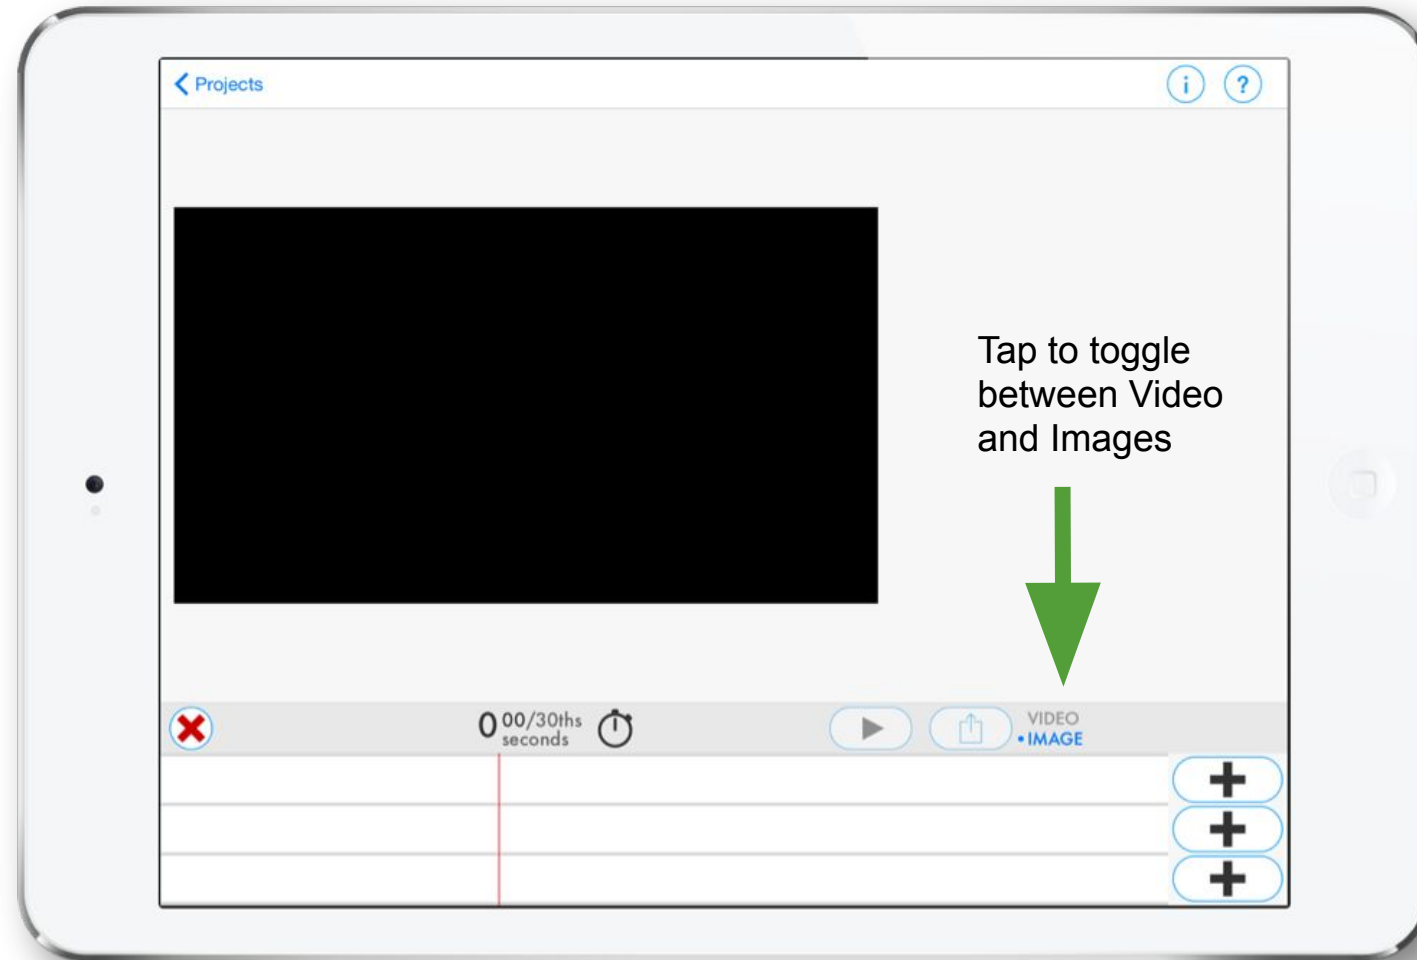 Projects
i ?
Tap to toggle
between Video
and Images
0 00/30ths
seconds
VIDEO
•IMAGE